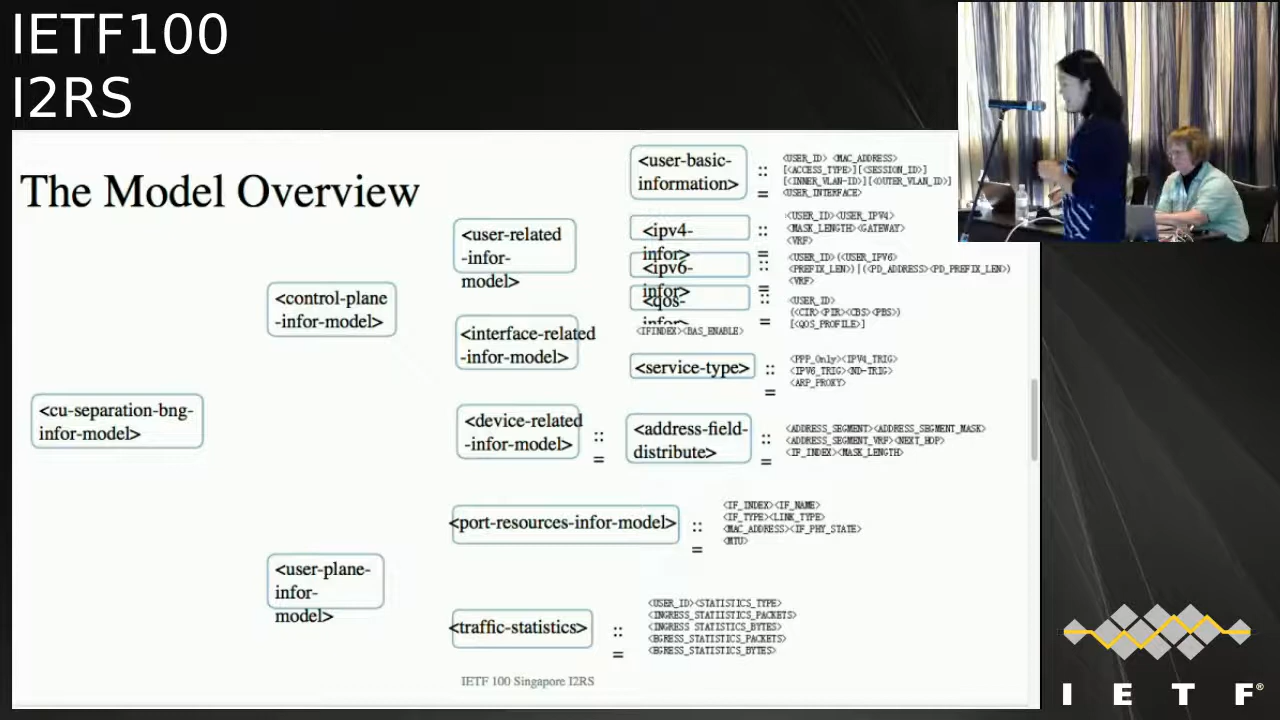 IETF100
I2RS
The Model Overview
<cu-separation-bng-
infor-model>
<control-plane
-infor-model>
<user-plane-
infor-
model>
<user-related
-infor-
model>
<interface-related
-infor-model>
<device-related
-infor-model>
::
=
<port-resources-infor-model>
::
=
<traffic-statistics>
::
=
<user-basic-
information>
::
=
<USER_ID> <MAC_ADDRESS>
[<ACCESS_TYPE>][<SESSION_ID>]
[<INNER_VLAN-ID>][<OUTER_VLAN_ID>]
<USER_INTERFACE>
<ipv4-
infor>
::
=
<USER_ID><USER_IPV4>
<MASK_LENGTH><GATEWAY>
<VRF>
<ipv6-
infor>
::
=
<USER_ID>(<USER_IPV6>
<PREFIX_LEN>)|(<PD_ADDRESS><PD_PREFIX_LEN>)
<VRF>
<qos-
infor>
::
=
<USER_ID>
(<CIR><PIR><CBS><PBS>)
[<QOS_PROFILE>]
<IFINDEX><BAS_ENABLE>
<service-type>
::
=
<PPP_Only><IPV4_TRIG>
<IPV6_TRIG><ND-TRIG>
<ARP_PROXY>
<address-field-
distribute>
::
=
<ADDRESS_SEGMENT><ADDRESS_SEGMENT_MASK>
<ADDRESS_SEGMENT_VRF><NEXT_HOP>
<IF_INDEX><MASK_LENGTH>
<IF_INDEX><IF_NAME>
<IF_TYPE><LINK_TYPE>
<MAC_ADDRESS><IF_PHY_STATE>
<MTU>
<USER_ID><STATISTICS_TYPE>
<INGRESS_STATIISTICS_PACKETS>
<INGRESS STATISTICS_BYTES>
<EGRESS_STATISTICS_PACKETS>
<EGRESS_STATISTICS_BYTES>
IETF 100 Singapore I2RS
I E T F®